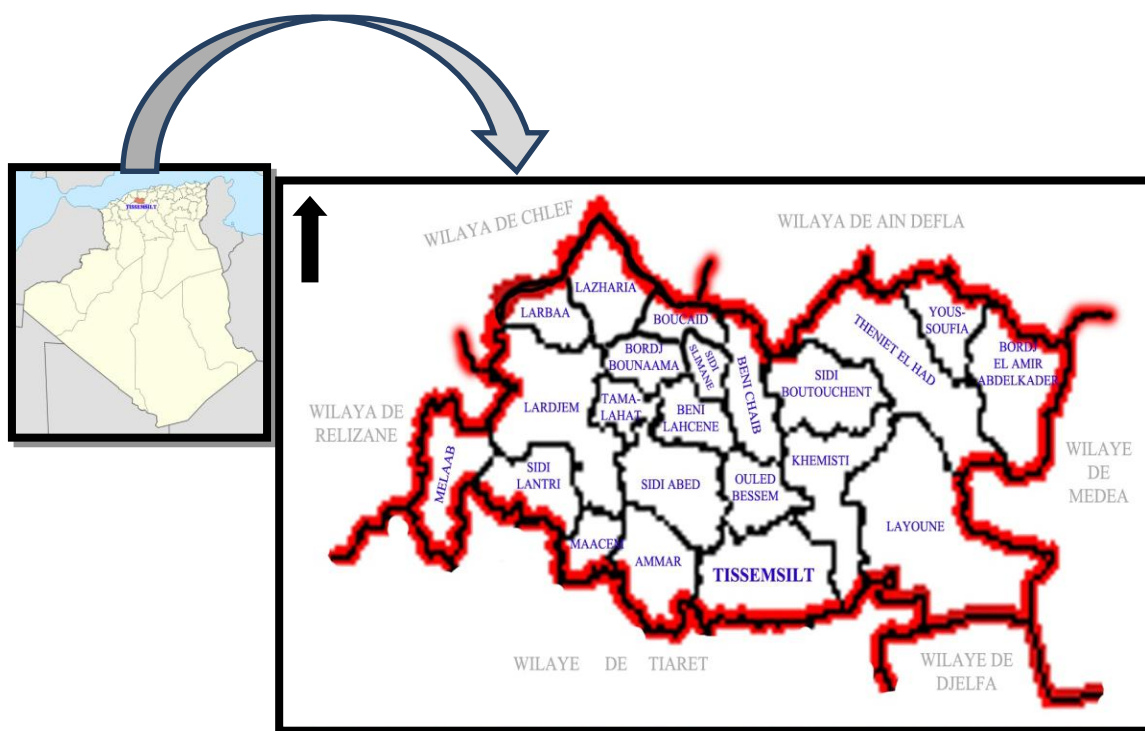 TISSEMSILT
WILAYA DE CHLEF
WILAYA DE AIN DEFLA
LAZHARIA
LARBAA
BOUCAID
YOUS-
SOUFIA
THENIET EL HAD
BORDJ
EL AMIR
ABDELKADER
BORDJ
BOUNAAMA
SIDI
SLIMANE
BENI CHAIB
SIDI
BOUTOUCHENT
WILAYA DE
RELIZANE
LARDJEM
TAMA-
LAHAT
BENI
LAHCENE
MELAAB
SIDI
LANTRI
SIDI ABED
OULED
BESSEM
KHEMISTI
WILAYE
DE
MEDEA
LAYOUNE
MAACEM
AMMAR
TISSEMSILT
WILAYE DE TIARET
WILAYE DE
DJELFA